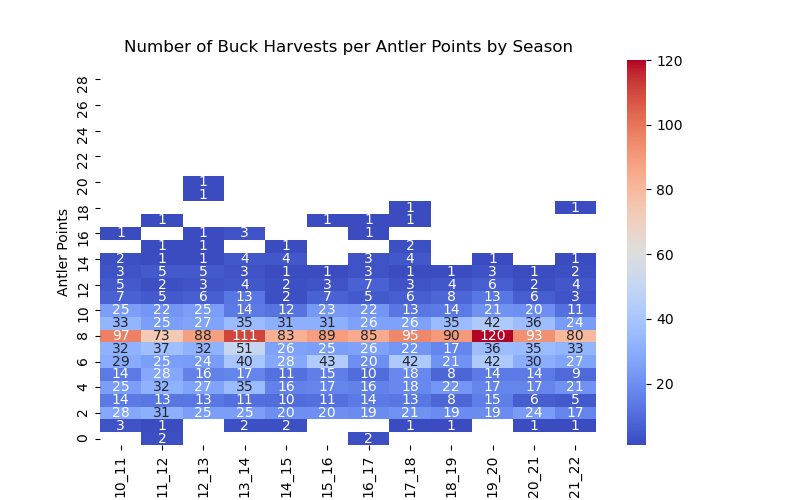 Number of Buck Harvests per Antler Points by Season
Antler Points
28
26
24
22
20 1
1
18 1 1
1 1 1 1
16 1 1 3 1
1 1 1 2
14 2 1 1 4 4 3 4 1 1
3 5 5 3 1 1 3 1 1 3 1 2
12 5 2 3 4 2 3 7 3 4 6 2 4
7 5 6 13 2 7 5 6 8 13 6 3
10 25 22 25 14 12 23 22 13 14 21 20 11
33 25 27 35 31 31 26 26 35 42 36 24
8 97 73 88 111 83 89 85 95 90 120 93 80
32 37 32 51 26 25 26 22 17 36 35 33
6 29 25 24 40 28 43 20 42 21 42 30 27
14 28 16 17 11 15 10 18 8 14 14 9
4 25 32 27 35 16 17 16 18 22 17 17 21
14 13 13 11 10 11 14 13 8 15 6 5
2 28 31 25 25 20 20 19 21 19 19 24 17
3 1 2 2 1 1 1 1
0 2 2
10_11 11_12 12_13 13_14 14_15 15_16 16_17 17_18 18_19 19_20 20_21 21_22
120
100
80
60
40
20